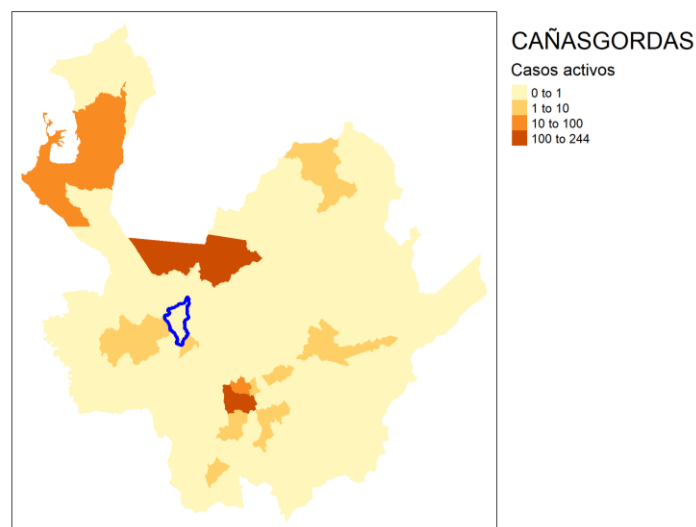 CAÑASGORDAS
Casos activos
0 to 1
1 to 10
10 to 100
100 to 244